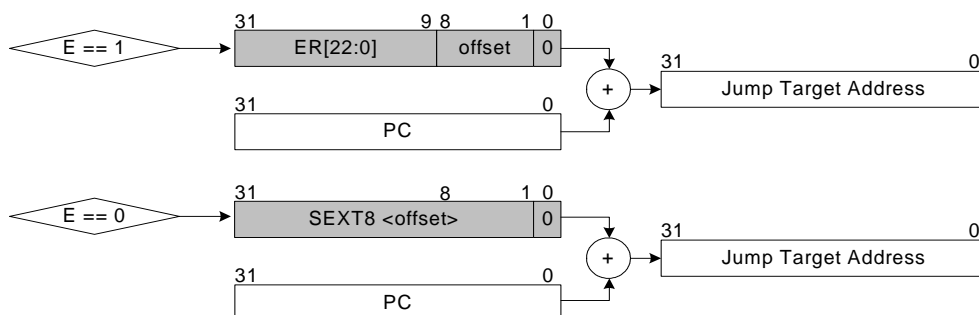 31 9 8 1 0
E == 1 ER[22:0] offset 0
31 0
+ Jump Target Address
31 0
PC
31 8 1 0
E == 0 SEXT8 <offset> 0
31 0
+ Jump Target Address
31 0
PC